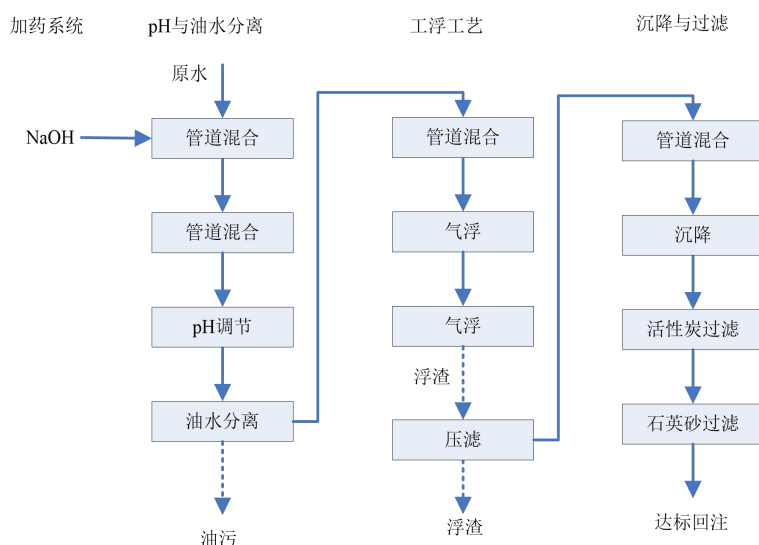 加药系统
pH与油水分离
工浮工艺
沉降与过滤
原水
NaOH
管道混合
管道混合
pH调节
油水分离
油污
管道混合
气浮
气浮
浮渣
压滤
浮渣
管道混合
沉降
活性炭过滤
石英砂过滤
达标回注